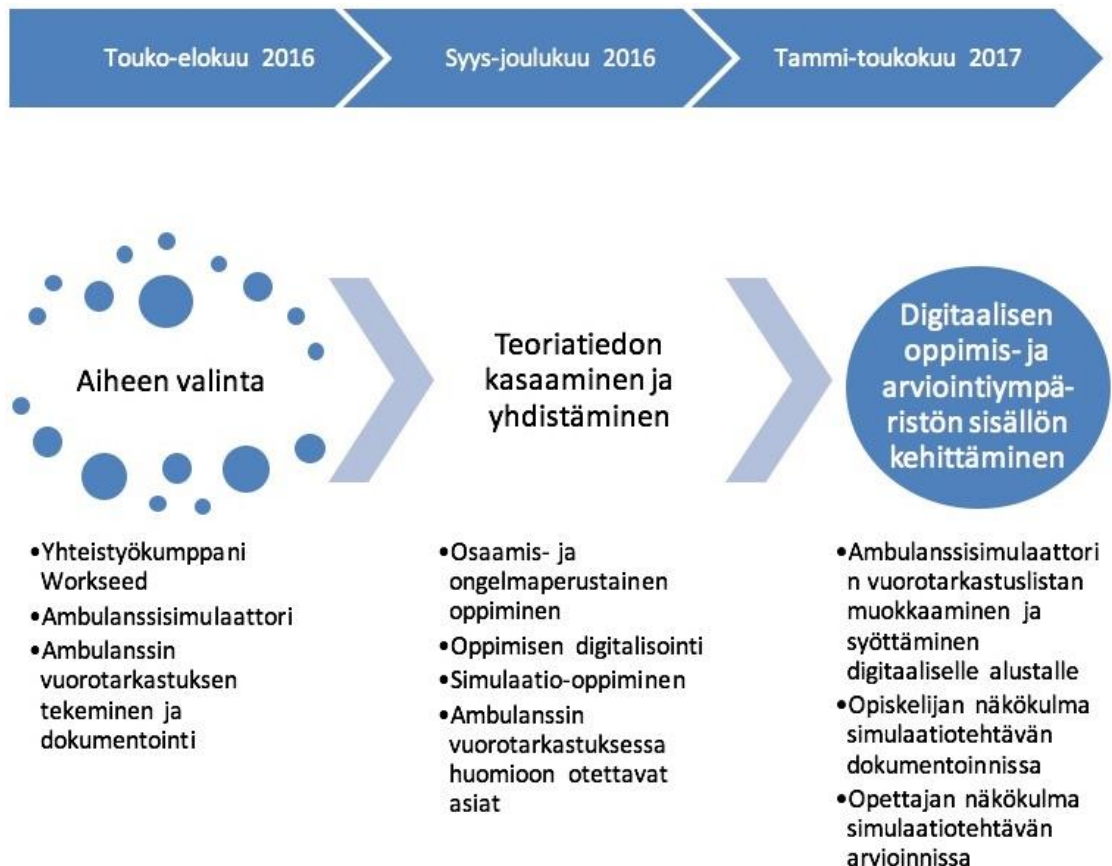 Touko-elokuu 2016
Syys-joulukuu 2016
Tammi-toukokuu 2017
Aiheen valinta
Teoriatiedon
kasaaminen ja
yhdistäminen
Digitaalisen
oppimis- ja
arviointiympä-
ristön sisällön
kehittäminen
•Yhteistyökumppani
Workseed
•Ambulanssisimulaattori
•Ambulanssin
vuorotarkastuksen
tekeminen ja
dokumentointi
•Osaamis- ja
ongelmaperustainen
oppiminen
•Oppimisen digitalisointi
•Simulaatio-oppiminen
•Ambulanssin
vuorotarkastuksessa
huomioon otettavat
asiat
•Ambulanssisimulaattori
n vuorotarkastuslistan
muokkaaminen ja
syöttäminen
digitaaliselle alustalle
•Opiskelijan näkökulma
simulaatiotehtävän
dokumentoinnissa
•Opettajan näkökulma
simulaatiotehtävän
arvioinnissa